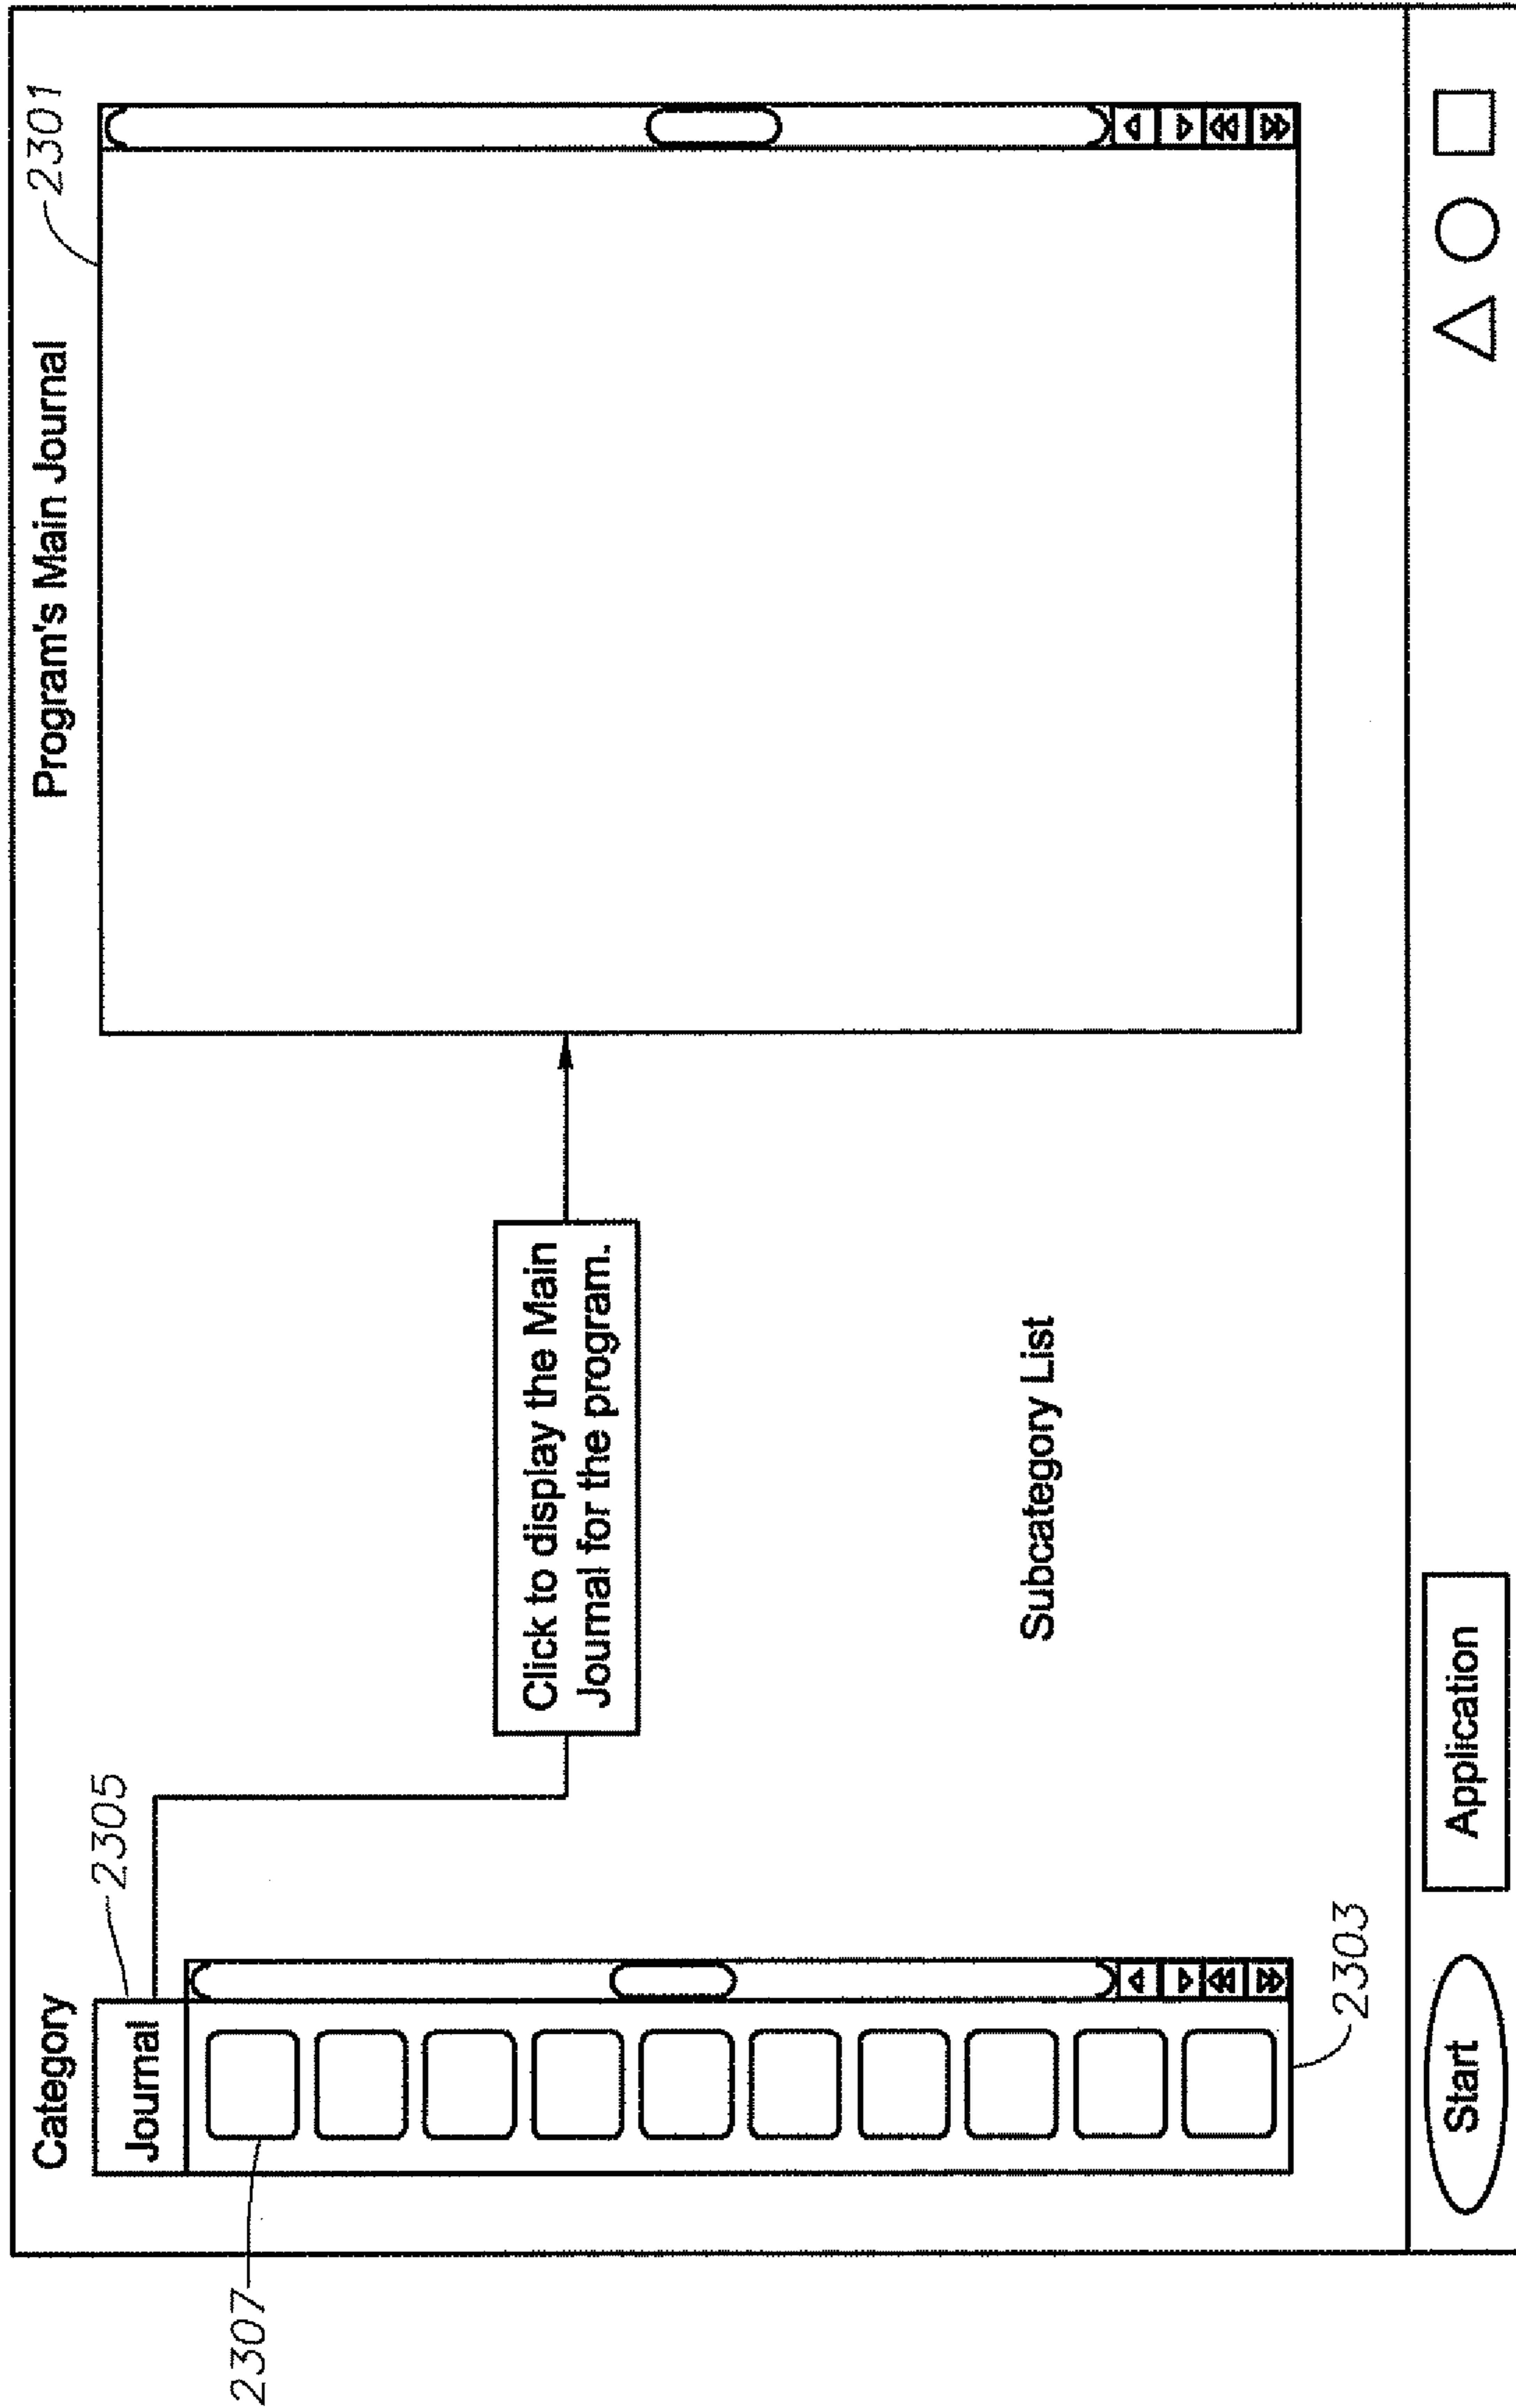 Category
Program's Main Journal
2301
Journal
2305
2307
Click to display the Main
Journal for the program.
Subcategory List
2303
Start
Application